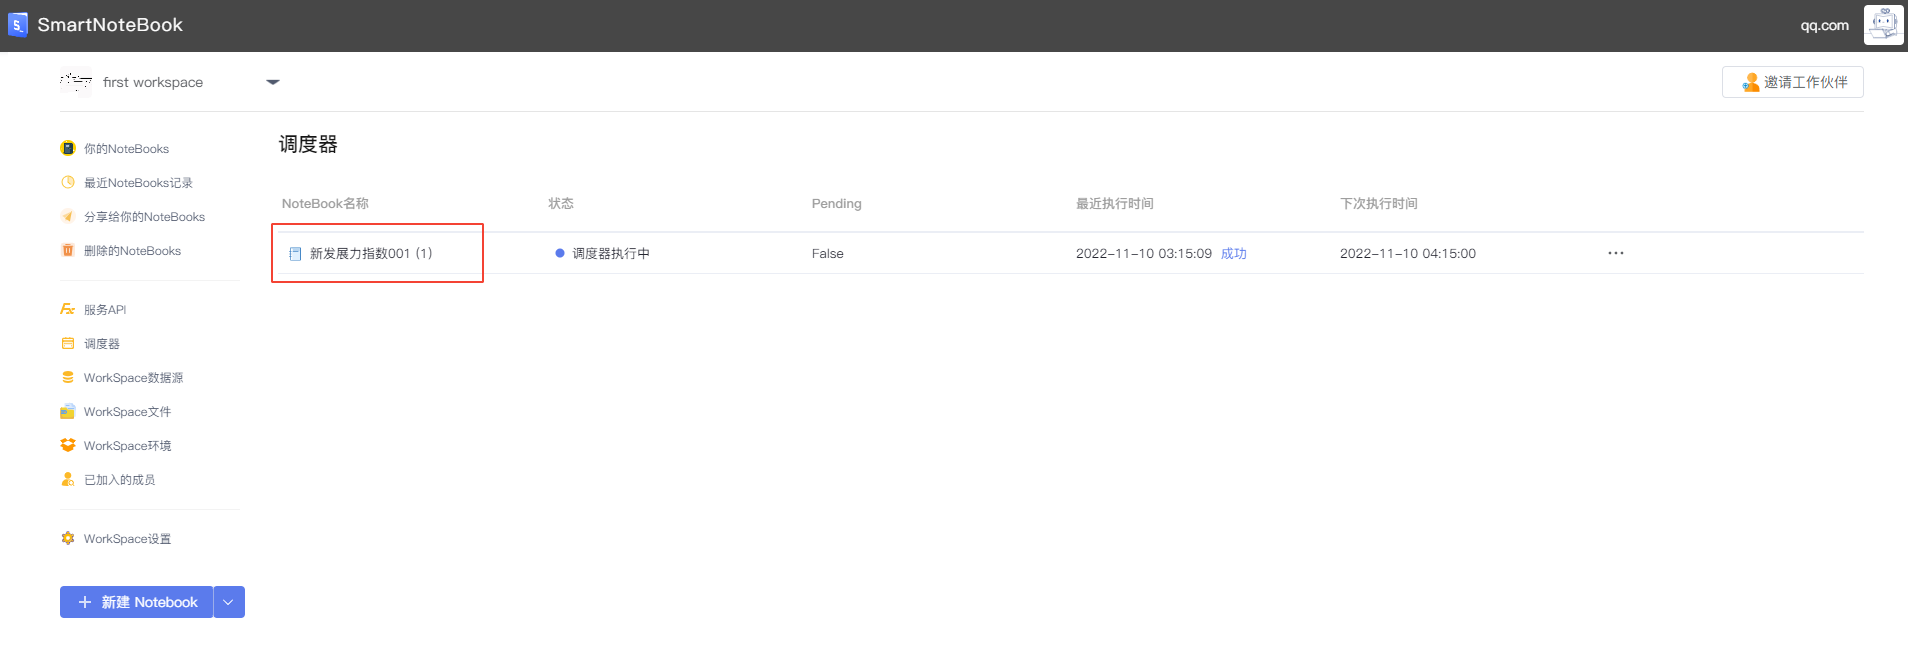 SmartNoteBook
qq.com
first workspace
邀请工作伙伴
你的NoteBooks
最近NoteBooks记录
分享给你的NoteBooks
删除的NoteBooks
服务API
调度器
WorkSpace数据源
WorkSpace文件
WorkSpace环境
已加入的成员
WorkSpace设置
新建 Notebook
调度器
NoteBook名称 状态 Pending 最近执行时间 下次执行时间
新发展力指数001 (1) 调度器执行中 False 2022-11-10 03:15:09 成功 2022-11-10 04:15:00